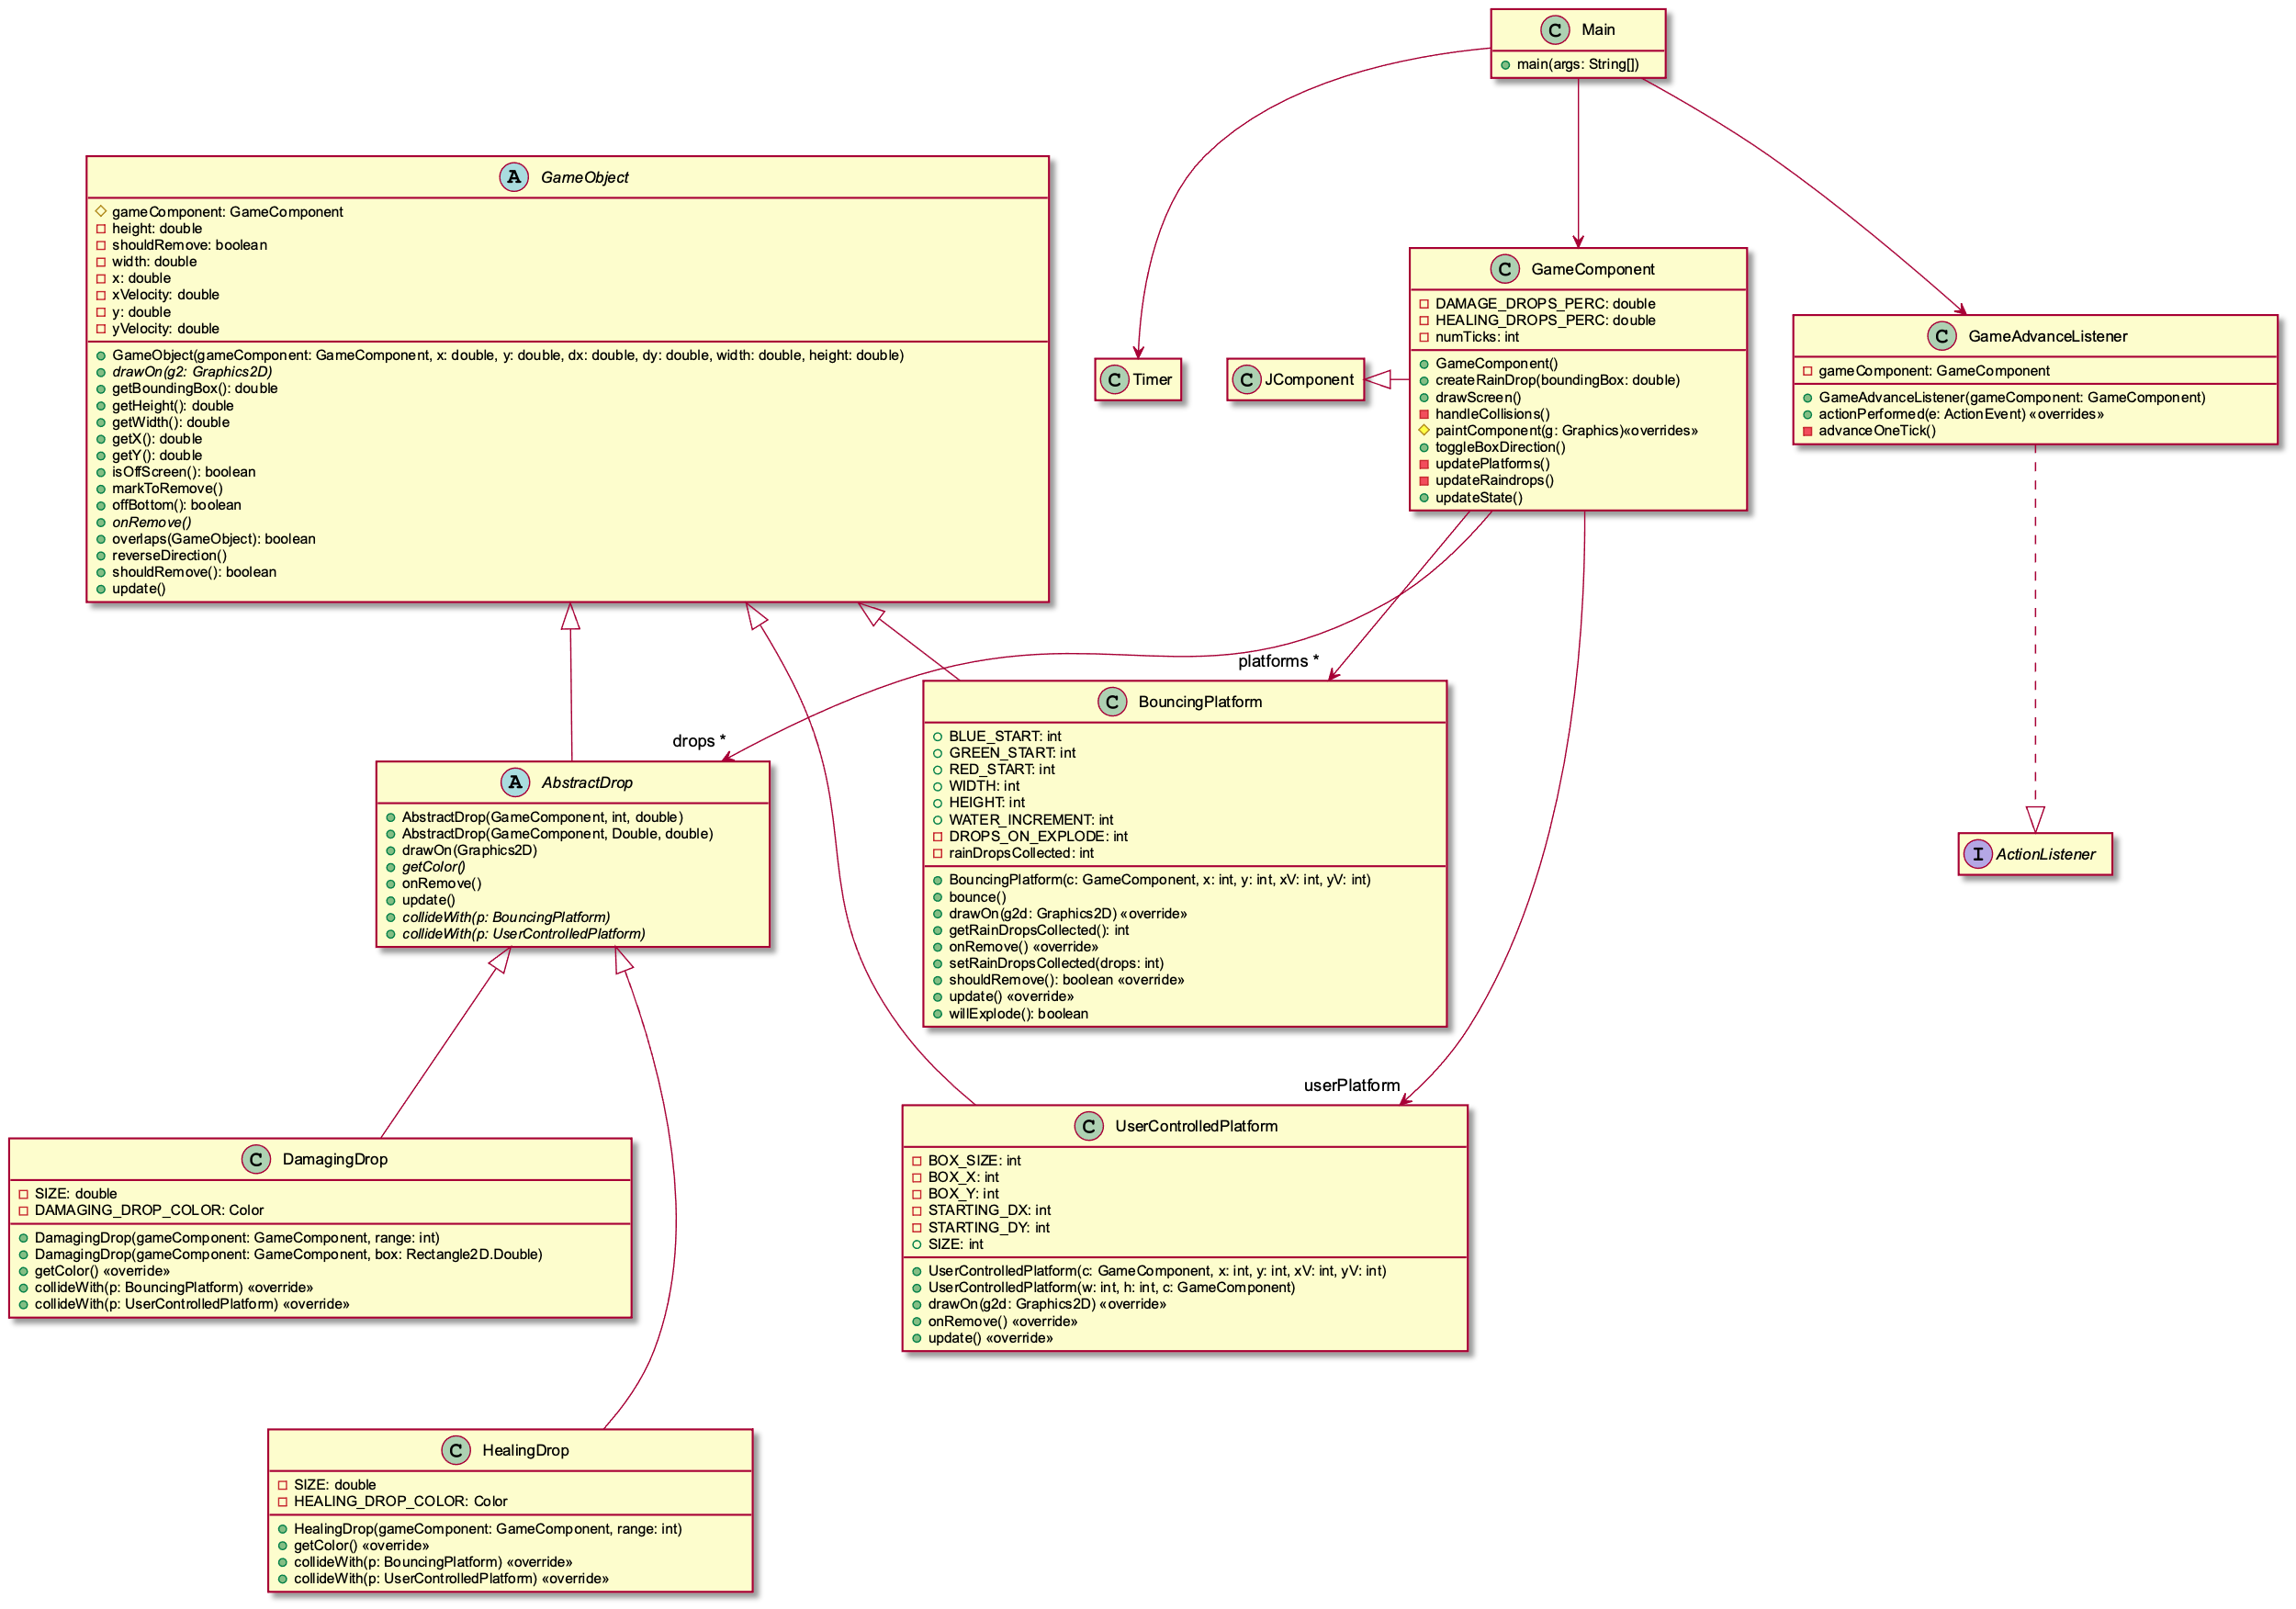 C Main
main(args: String[])
A GameObject
gameComponent: GameComponent
height: double
shouldRemove: boolean
width: double
x: double
xVelocity: double
y: double
yVelocity: double
GameObject(gameComponent: GameComponent, x: double, y: double, dx: double, dy: double, width: double, height: double)
drawOn(g2: Graphics2D)
getBoundingBox(): double
getHeight(): double
getWidth(): double
getX(): double
getY(): double
isOffScreen(): boolean
markToRemove()
offBottom(): boolean
onRemove()
overlaps(GameObject): boolean
reverseDirection()
shouldRemove(): boolean
update()
C Timer
C JComponent
C GameComponent
DAMAGE_DROPS_PERC: double
HEALING_DROPS_PERC: double
numTicks: int
GameComponent()
createRainDrop(boundingBox: double)
drawScreen()
handleCollisions()
paintComponent(g: Graphics)«overrides»
toggleBoxDirection()
updatePlatforms()
updateRaindrops()
updateState()
C GameAdvanceListener
gameComponent: GameComponent
GameAdvanceListener(gameComponent: GameComponent)
actionPerformed(e: ActionEvent) «overrides»
advanceOneTick()
platforms *
drops *
userPlatform
A AbstractDrop
AbstractDrop(GameComponent, int, double)
AbstractDrop(GameComponent, Double, double)
drawOn(Graphics2D)
getColor()
onRemove()
update()
collideWith(p: BouncingPlatform)
collideWith(p: UserControlledPlatform)
C BouncingPlatform
BLUE_START: int
GREEN_START: int
RED_START: int
WIDTH: int
HEIGHT: int
WATER_INCREMENT: int
DROPS_ON_EXPLODE: int
rainDropsCollected: int
BouncingPlatform(c: GameComponent, x: int, y: int, xV: int, yV: int)
bounce()
drawOn(g2d: Graphics2D) «override»
getRainDropsCollected(): int
onRemove() «override»
setRainDropsCollected(drops: int)
shouldRemove(): boolean «override»
update() «override»
willExplode(): boolean
I ActionListener
C DamagingDrop
SIZE: double
DAMAGING_DROP_COLOR: Color
DamagingDrop(gameComponent: GameComponent, range: int)
DamagingDrop(gameComponent: GameComponent, box: Rectangle2D.Double)
getColor() «override»
collideWith(p: BouncingPlatform) «override»
collideWith(p: UserControlledPlatform) «override»
C UserControlledPlatform
BOX_SIZE: int
BOX_X: int
BOX_Y: int
STARTING_DX: int
STARTING_DY: int
SIZE: int
UserControlledPlatform(c: GameComponent, x: int, y: int, xV: int, yV: int)
UserControlledPlatform(w: int, h: int, c: GameComponent)
drawOn(g2d: Graphics2D) «override»
onRemove() «override»
update() «override»
C HealingDrop
SIZE: double
HEALING_DROP_COLOR: Color
HealingDrop(gameComponent: GameComponent, range: int)
getColor() «override»
collideWith(p: BouncingPlatform) «override»
collideWith(p: UserControlledPlatform) «override»